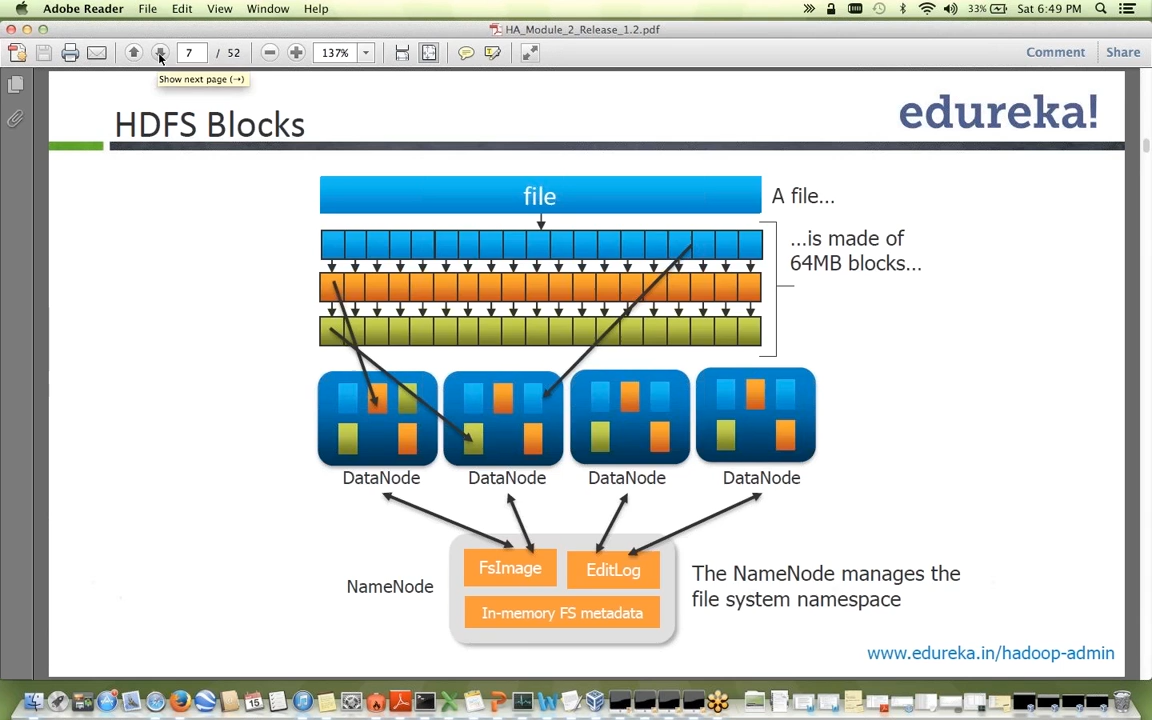 Adobe Reader File Edit View Window Help 33% Sat 6:49 PM
HA_Module_2_Release_1.2.pdf
7 / 52 137% Comment Share
Show next page (→)
HDFS Blocks
edureka!
file
A file...
...is made of
64MB blocks...
DataNode DataNode DataNode DataNode
NameNode
FsImage
EditLog
In-memory FS metadata
The NameNode manages the
file system namespace
www.edureka.in/hadoop-admin